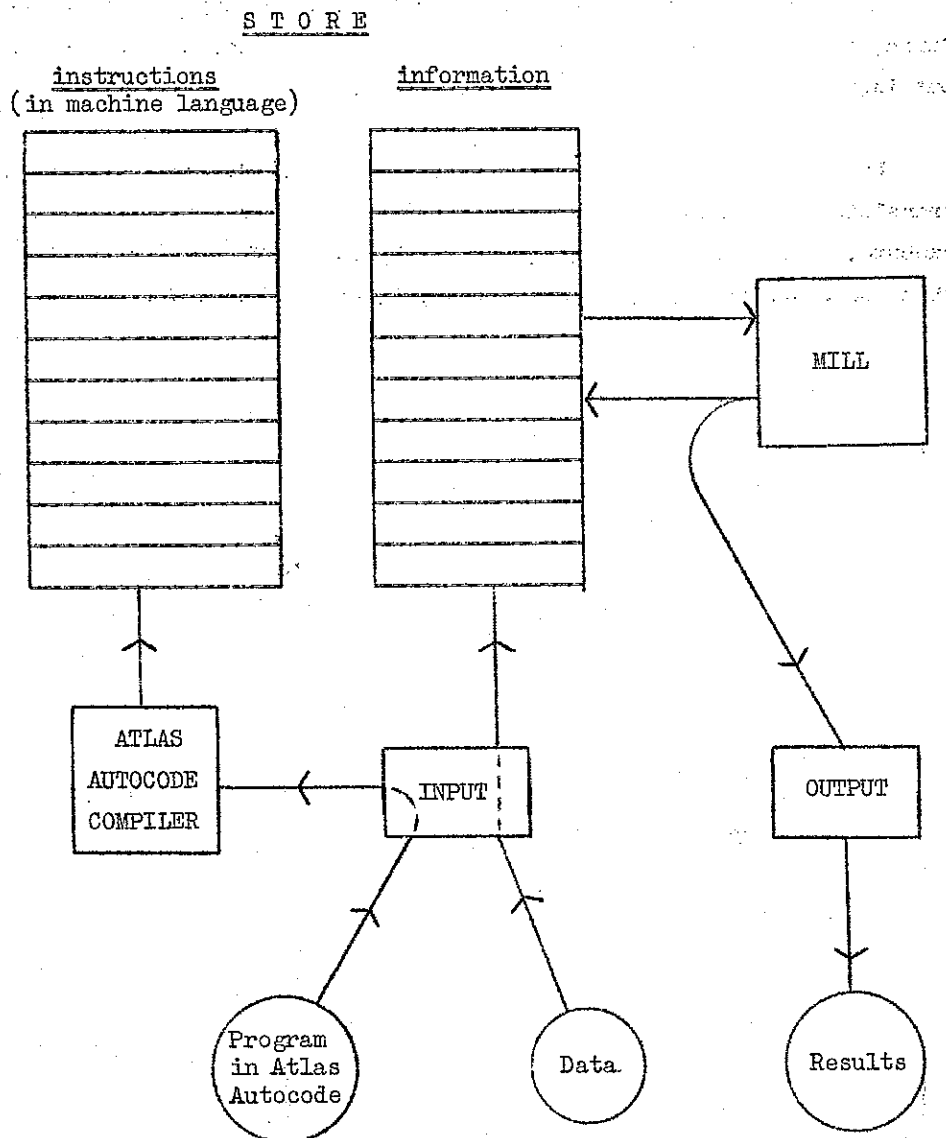 S T O R E
instructions
(in machine language)
information
MILL
ATLAS
AUTOCODE
COMPILER
INPUT
OUTPUT
Program
in Atlas
Autocode
Data
Results